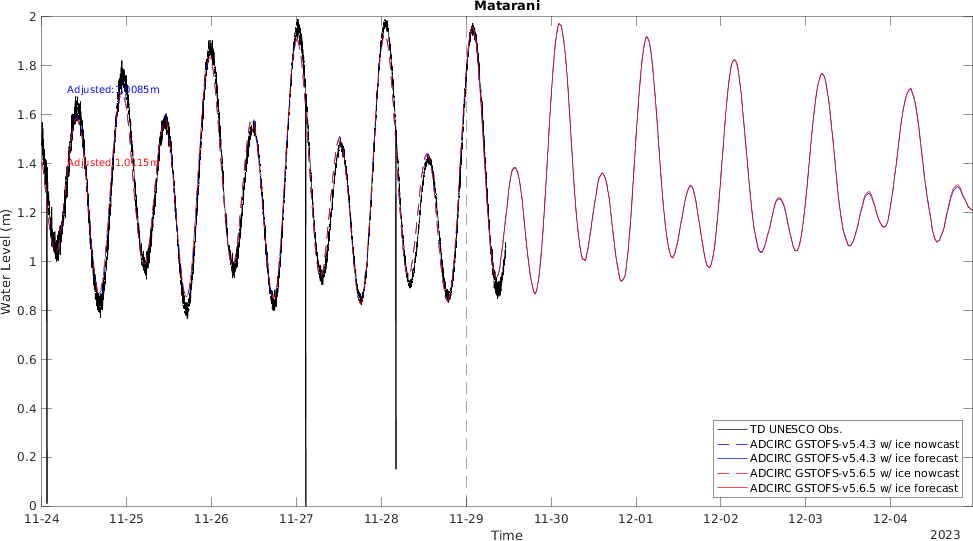 Matarani
2
1.8
1.6
1.4
1.2
1
0.8
0.6
0.4
0.2
0
Water Level (m)
Adjusted:1.0085m
Adjusted:1.0115m
TD UNESCO Obs.
ADCIRC GSTOFS-v5.4.3 w/ ice nowcast
ADCIRC GSTOFS-v5.4.3 w/ ice forecast
ADCIRC GSTOFS-v5.6.5 w/ ice nowcast
ADCIRC GSTOFS-v5.6.5 w/ ice forecast
11-24 11-25 11-26 11-27 11-28 11-29 11-30 12-01 12-02 12-03 12-04
Time
2023